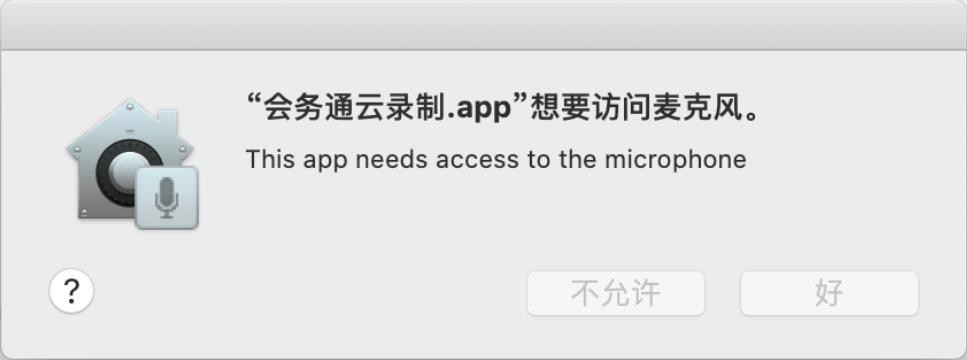 “会务通云录制.app”想要访问麦克风。
This app needs access to the microphone
?
不允许
好